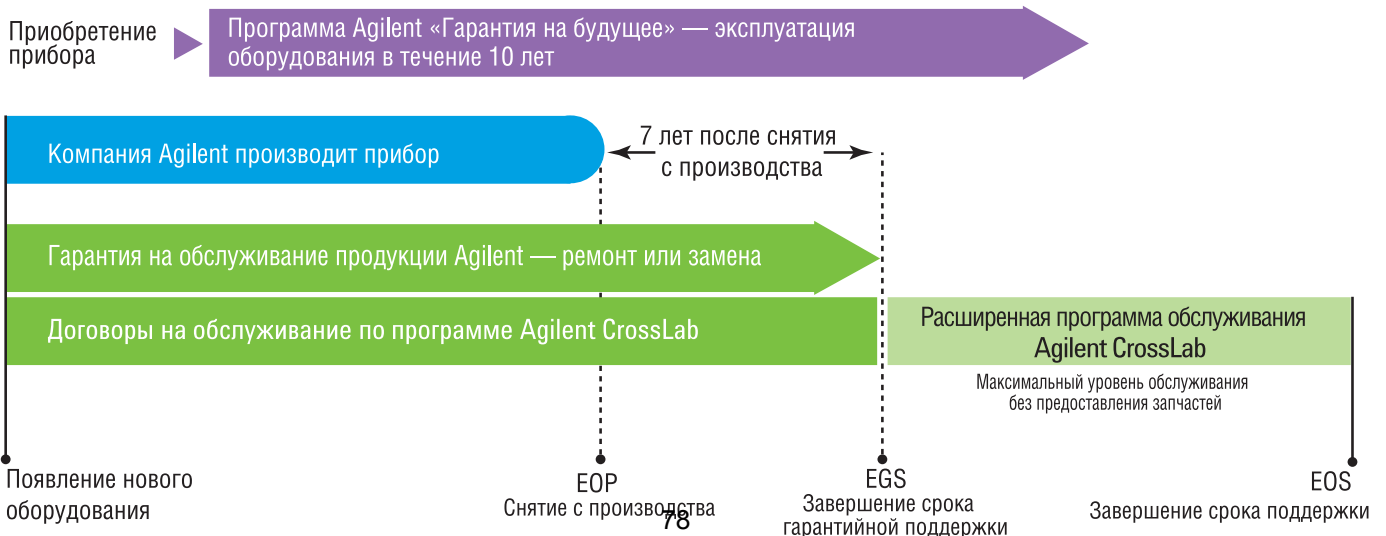 Приобретение
прибора
Программа Agilent «Гарантия на будущее» — эксплуатация
оборудования в течение 10 лет
Компания Agilent производит прибор
7 лет после снятия
с производства
Гарантия на обслуживание продукции Agilent — ремонт или замена
Договоры на обслуживание по программе Agilent CrossLab
Расширенная программа обслуживания
Agilent CrossLab
Максимальный уровень обслуживания
без предоставления запчастей
Появление нового
оборудования
EOP
Снятие с производства
78
EGS
Завершение срока
гарантийной поддержки
EOS
Завершение срока поддержки